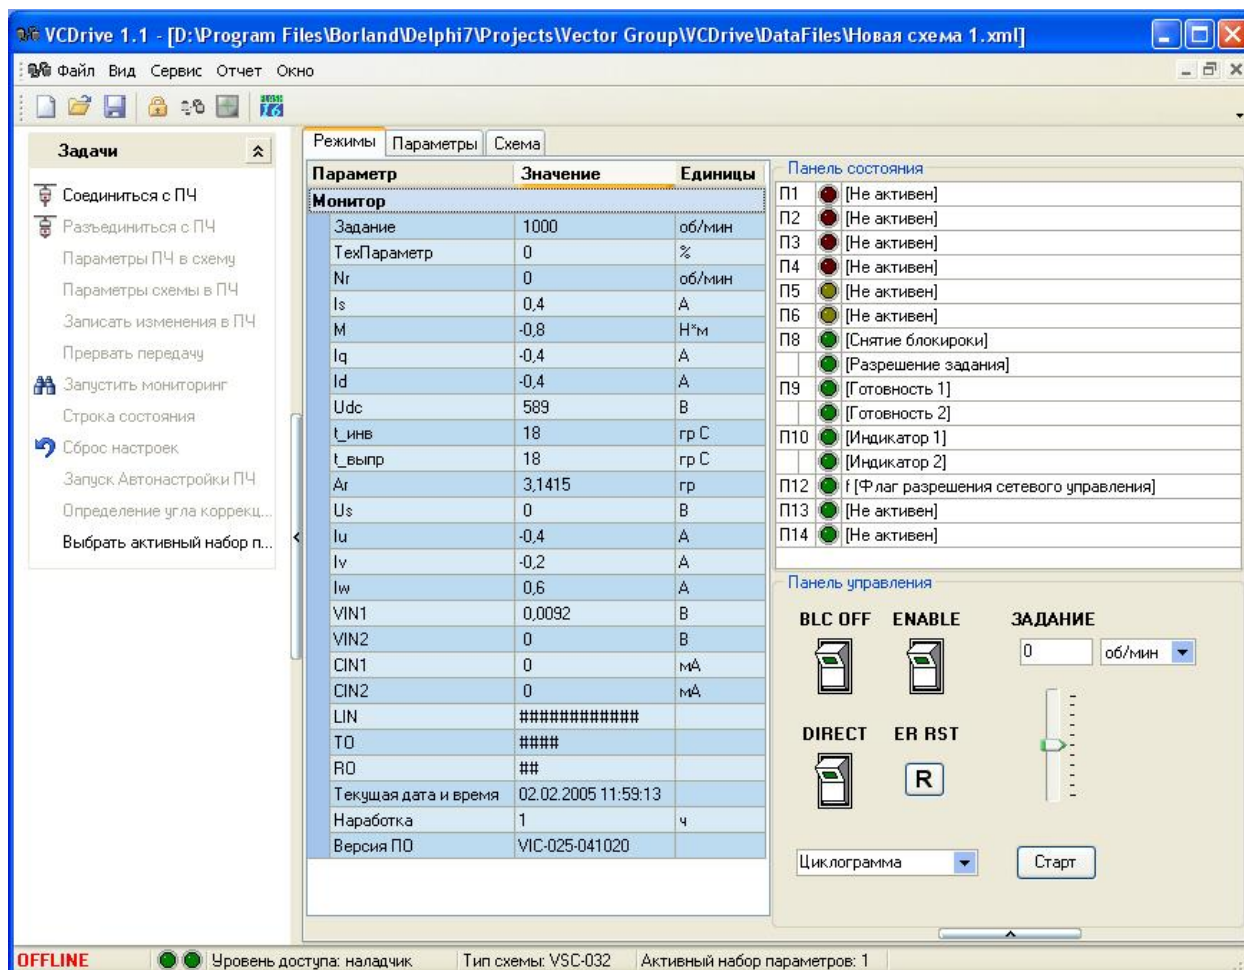 VCDrive 1.1 - [D:\Program Files\Borland\Delphi7\Projects\Vector Group\VCDrive\DataFiles\Новая схема 1.xml]
Файл Вид Сервис Отчет Окно
Задачи
Соединиться с ПЧ
Разъединиться с ПЧ
Параметры ПЧ в схему
Параметры схемы в ПЧ
Записать изменения в ПЧ
Прервать передачу
Запустить мониторинг
Строка состояния
Сброс настроек
Запуск Автонастройки ПЧ
Определение угла коррекц...
Выбрать активный набор п...
Режимы Параметры Схема
Параметр Значение Единицы
Монитор
Задание 1000 об/мин
ТехПараметр 0 %
Nr 0 об/мин
Is 0,4 А
M -0,8 Н*м
Iq -0,4 А
Id -0,4 А
Udc 589 В
t_инв 18 гр С
t_выпр 18 гр С
Ar 3,1415 гр
Us 0 В
Iu -0,4 А
Iv -0,2 А
Iw 0,6 А
VIN1 0,0092 В
VIN2 0 В
CIN1 0 мА
CIN2 0 мА
LIN ############
TO ####
RO ##
Текущая дата и время 02.02.2005 11:59:13
Наработка 1 ч
Версия ПО VIC-025-041020
Панель состояния
П1 [Не активен]
П2 [Не активен]
П3 [Не активен]
П4 [Не активен]
П5 [Не активен]
П6 [Не активен]
П8 [Снятие блокироки]
[Разрешение задания]
П9 [Готовность 1]
[Готовность 2]
П10 [Индикатор 1]
[Индикатор 2]
П12 f [Флаг разрешения сетевого управления]
П13 [Не активен]
П14 [Не активен]
Панель управления
BLC OFF ENABLE ЗАДАНИЕ
0 об/мин
DIRECT ER RST
R
Циклограмма Старт
OFFLINE Уровень доступа: наладчик Тип схемы: VSC-032 Активный набор параметров: 1